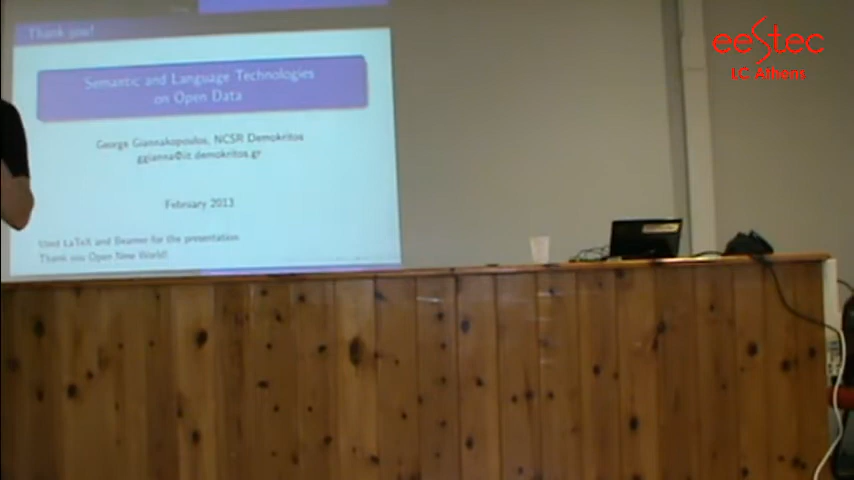 Thank you!
Semantic and Language Technologies
on Open Data
George Giannakopoulos, NCSR Demokritos
ggianna@iit.demokritos.gr
February 2013
Used LaTeX and Beamer for the presentation
Thank you Open New World!
eestec
LC Athens